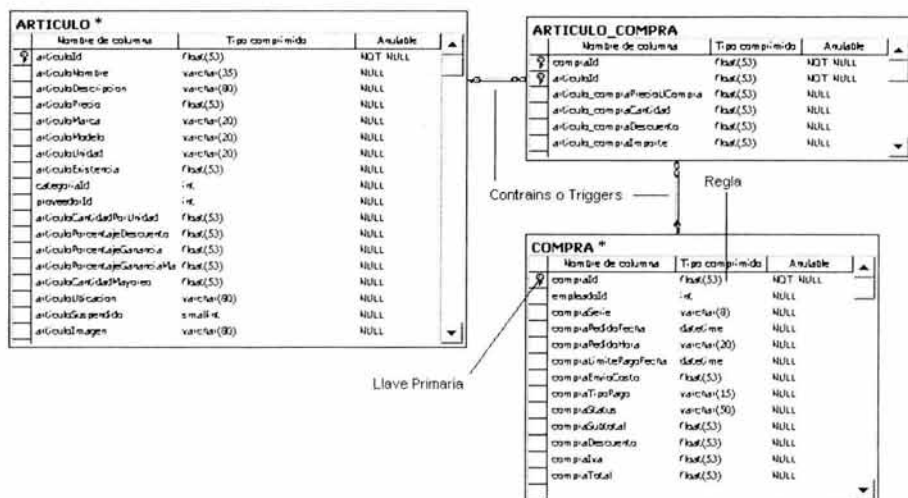 ARTICULO *
Nombre de columna Tipo comprimido Anulable
articuloId float(53) NOT NULL
articuloNombre varchar(35) NULL
articuloDescripcion varchar(80) NULL
articuloPrecio float(53) NULL
articuloMarca varchar(20) NULL
articuloModelo varchar(20) NULL
articuloUnidad varchar(20) NULL
articuloExistencia float(53) NULL
categoriaId int NULL
proveedorId int NULL
articuloCantidadPorUnidad float(53) NULL
articuloPorcentajeDescuento float(53) NULL
articuloPorcentajeGanancia float(53) NULL
articuloPorcentajeGananciaMa float(53) NULL
articuloCantidadMayoreo float(53) NULL
articuloUbicacion varchar(80) NULL
articuloSuspendido smallint NULL
articuloImagen varchar(80) NULL
ARTICULO_COMPRA
Nombre de columna Tipo comprimido Anulable
compraId float(53) NOT NULL
articuloId float(53) NOT NULL
articulo_compraPrecioUCompra float(53) NULL
articulo_compraCantidad float(53) NULL
articulo_compraDescuento float(53) NULL
articulo_compraImporte float(53) NULL
Contrains o Triggers
Regla
COMPRA *
Nombre de columna Tipo comprimido Anulable
compraId float(53) NOT NULL
empleadoId int NULL
compraSerie varchar(8) NULL
compraPedidoFecha datetime NULL
compraPedidoHora varchar(20) NULL
compraLimitePagoFecha datetime NULL
compraEnvioCosto float(53) NULL
compraTipoPago varchar(15) NULL
compraStatus varchar(50) NULL
compraSubtotal float(53) NULL
compraDescuento float(53) NULL
compraIva float(53) NULL
compraTotal float(53) NULL
Llave Primaria